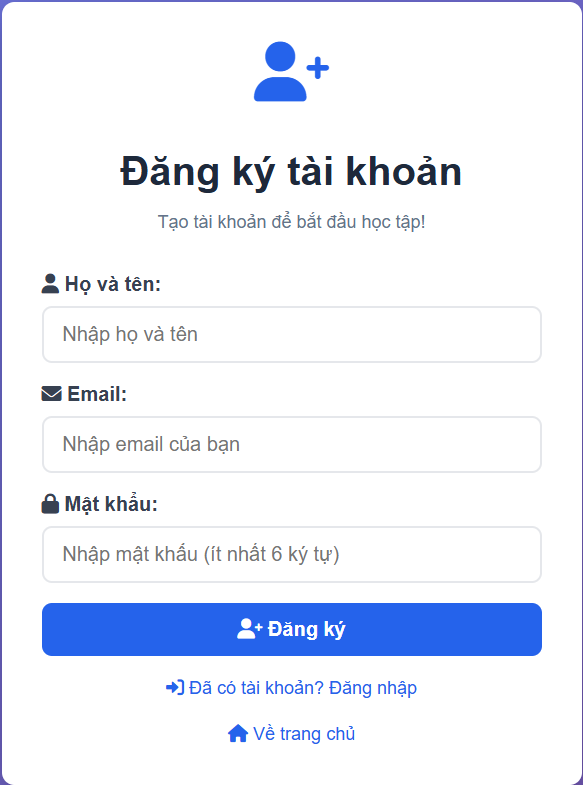 Đăng ký tài khoản
Tạo tài khoản để bắt đầu học tập!
Họ và tên:
Nhập họ và tên
Email:
Nhập email của bạn
Mật khẩu:
Nhập mật khẩu (ít nhất 6 ký tự)
Đăng ký
Đã có tài khoản? Đăng nhập
Về trang chủ